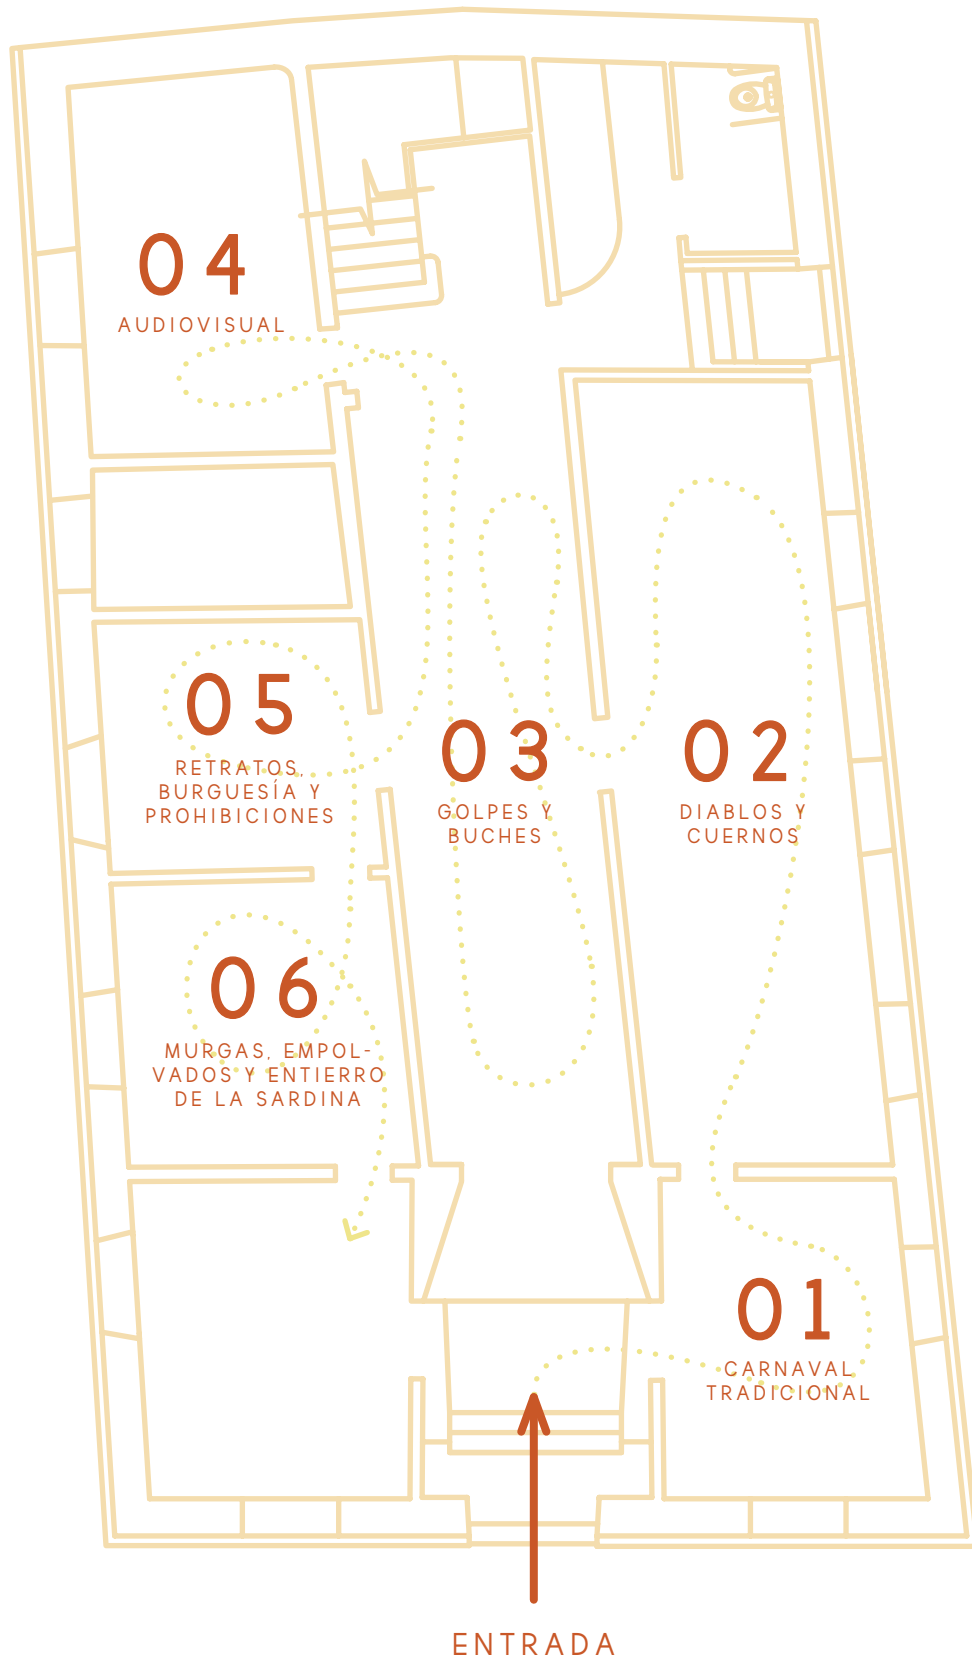 04
AUDIOVISUAL
05
RETRATOS,
BURGUESÍA Y
PROHIBICIONES
03
GOLPES Y
BUCHES
02
DIABLOS Y
CUERNOS
06
MURGAS, EMPOL-
VADOS Y ENTIERRO
DE LA SARDINA
01
CARNAVAL
TRADICIONAL
ENTRADA